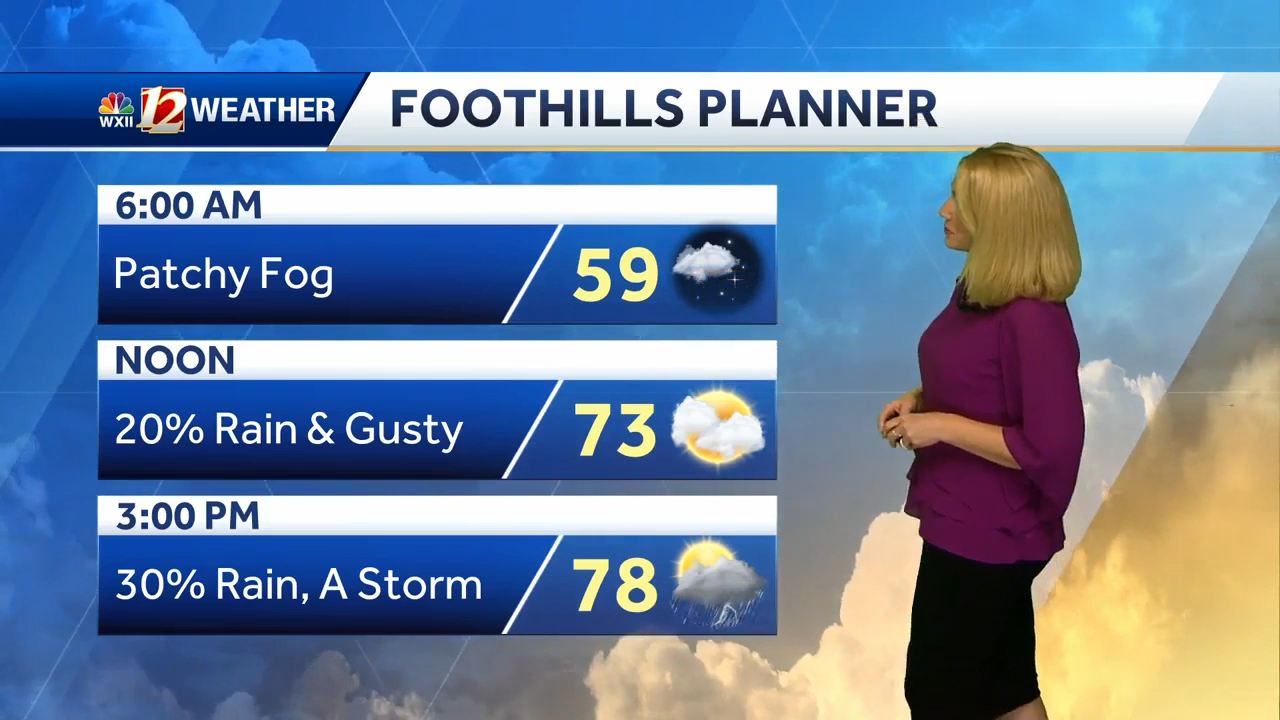 WXII 12 WEATHER
FOOTHILLS PLANNER
6:00 AM
Patchy Fog 59
NOON
20% Rain & Gusty 73
3:00 PM
30% Rain, A Storm 78